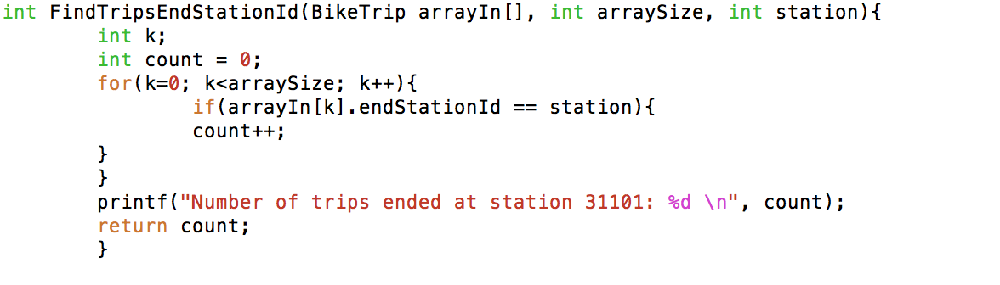 int FindTripsEndStationId(BikeTrip arrayIn[], int arraySize, int station){
int k;
int count = 0;
for(k=0; k<arraySize; k++){
if(arrayIn[k].endStationId == station){
count++;
}
}
printf("Number of trips ended at station 31101: %d \n", count);
return count;
}